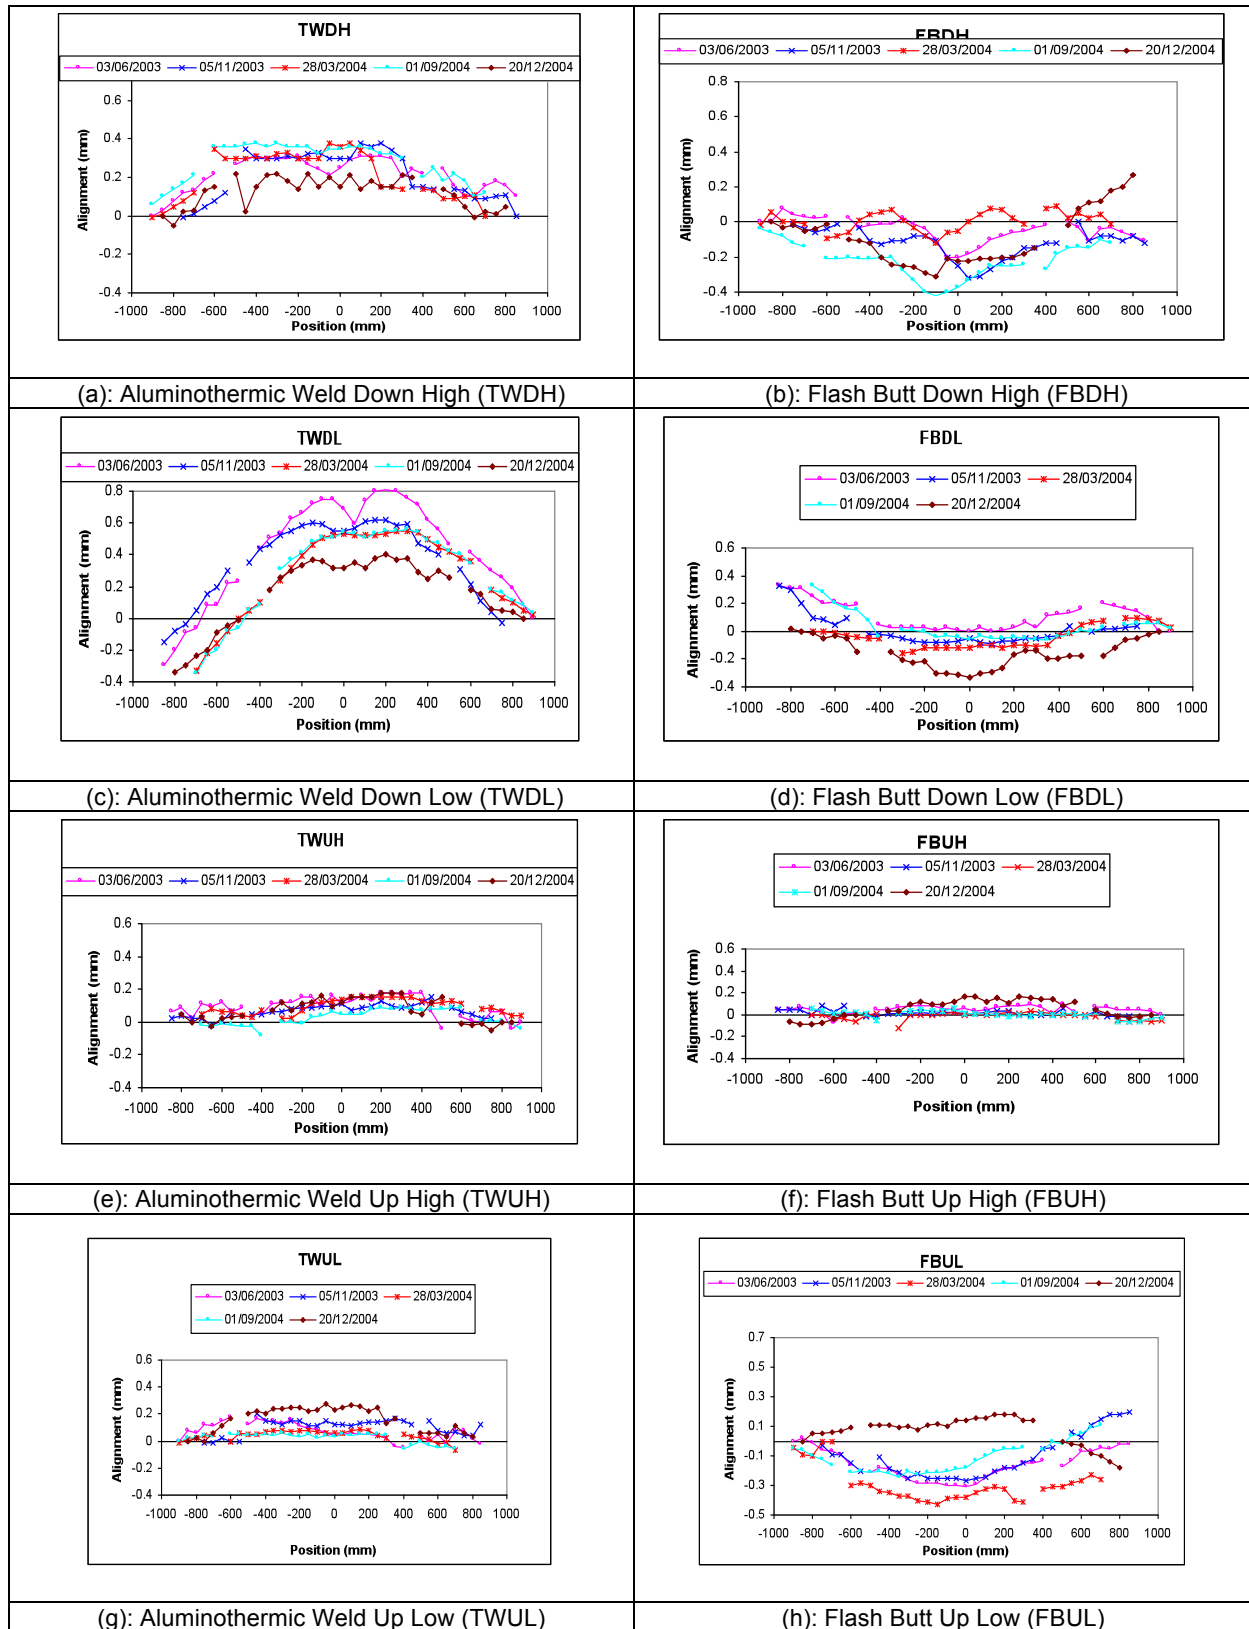 TWDH
03/06/2003 05/11/2003 28/03/2004 01/09/2004 20/12/2004
0.6
0.4
0.2
0
-0.2
-0.4
-1000 -800 -600 -400 -200 0 200 400 600 800 1000
Alignment (mm)
Position (mm)
(a): Aluminothermic Weld Down High (TWDH)
FBDH
03/06/2003 05/11/2003 28/03/2004 01/09/2004 20/12/2004
0.8
0.6
0.4
0.2
0
-0.2
-0.4
-1000 -800 -600 -400 -200 0 200 400 600 800 1000
Alignment (mm)
Position (mm)
(b): Flash Butt Down High (FBDH)
TWDL
03/06/2003 05/11/2003 28/03/2004 01/09/2004 20/12/2004
0.8
0.6
0.4
0.2
0
-0.2
-0.4
-1000 -800 -600 -400 -200 0 200 400 600 800 1000
Alignment (mm)
Position (mm)
(c): Aluminothermic Weld Down Low (TWDL)
FBDL
03/06/2003 05/11/2003 28/03/2004
01/09/2004 20/12/2004
0.6
0.4
0.2
0
-0.2
-0.4
-1000 -800 -600 -400 -200 0 200 400 600 800 1000
Alignment (mm)
Position (mm)
(d): Flash Butt Down Low (FBDL)
TWUH
03/06/2003 05/11/2003 28/03/2004 01/09/2004 20/12/2004
0.6
0.4
0.2
0
-0.2
-0.4
-1000 -800 -600 -400 -200 0 200 400 600 800 1000
Alignment (mm)
Position (mm)
(e): Aluminothermic Weld Up High (TWUH)
FBUH
03/06/2003 05/11/2003 28/03/2004
01/09/2004 20/12/2004
0.6
0.4
0.2
0
-0.2
-0.4
-1000 -800 -600 -400 -200 0 200 400 600 800 1000
Alignment (mm)
Position (mm)
(f): Flash Butt Up High (FBUH)
TWUL
03/06/2003 05/11/2003 28/03/2004
01/09/2004 20/12/2004
0.6
0.4
0.2
0
-0.2
-0.4
-1000 -800 -600 -400 -200 0 200 400 600 800 1000
Alignment (mm)
Position (mm)
(g): Aluminothermic Weld Up Low (TWUL)
FBUL
03/06/2003 05/11/2003 28/03/2004 01/09/2004 20/12/2004
0.7
0.5
0.3
0.1
-0.1
-0.3
-0.5
-1000 -800 -600 -400 -200 0 200 400 600 800 1000
Alignment (mm)
Position (mm)
(h): Flash Butt Up Low (FBUL)